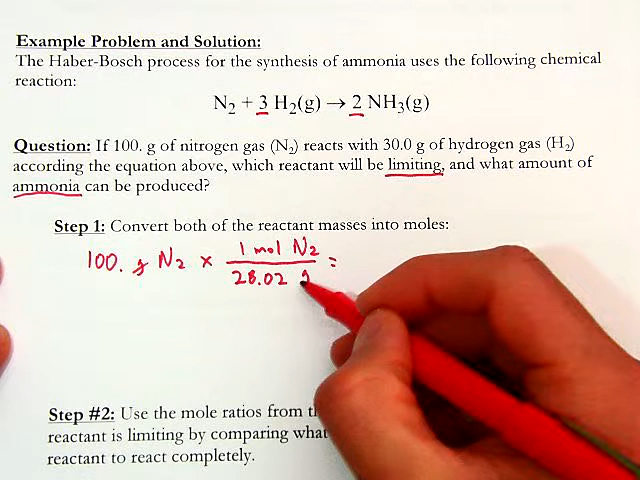 Example Problem and Solution:
The Haber-Bosch process for the synthesis of ammonia uses the following chemical
reaction:
N₂ + 3 H₂(g) → 2 NH₃(g)
Question: If 100. g of nitrogen gas (N₂) reacts with 30.0 g of hydrogen gas (H₂)
according the equation above, which reactant will be limiting, and what amount of
ammonia can be produced?
Step 1: Convert both of the reactant masses into moles:
100. g N₂ × 1 mol N₂ =
28.02 g
Step #2: Use the mole ratios from
reactant is limiting by comparing what
reactant to react completely.